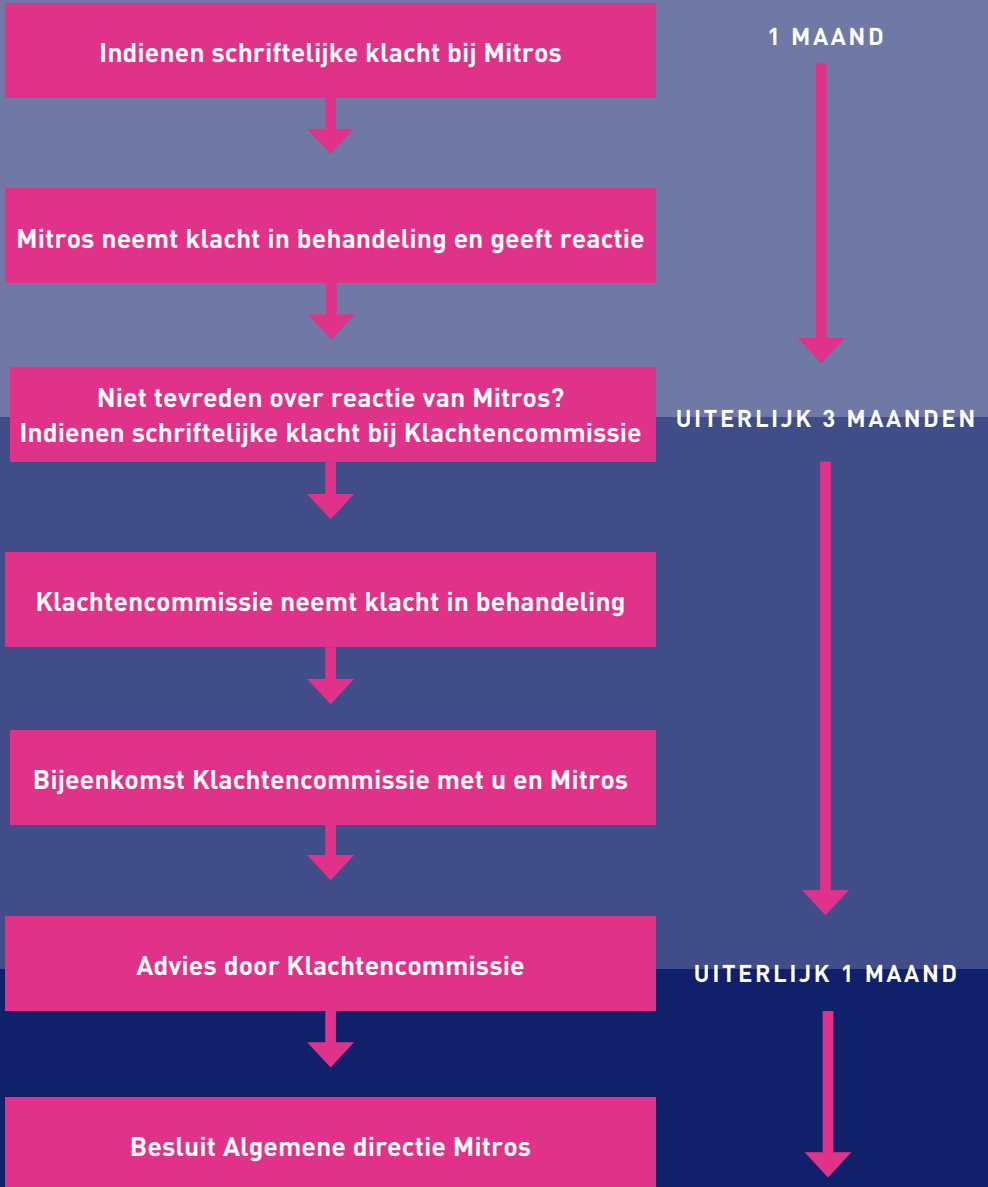 Indienen schriftelijke klacht bij Mitros
1 MAAND
Mitros neemt klacht in behandeling en geeft reactie
Niet tevreden over reactie van Mitros?
Indienen schriftelijke klacht bij Klachtencommissie
UITERLIJK 3 MAANDEN
Klachtencommissie neemt klacht in behandeling
Bijeenkomst Klachtencommissie met u en Mitros
Advies door Klachtencommissie
UITERLIJK 1 MAAND
Besluit Algemene directie Mitros